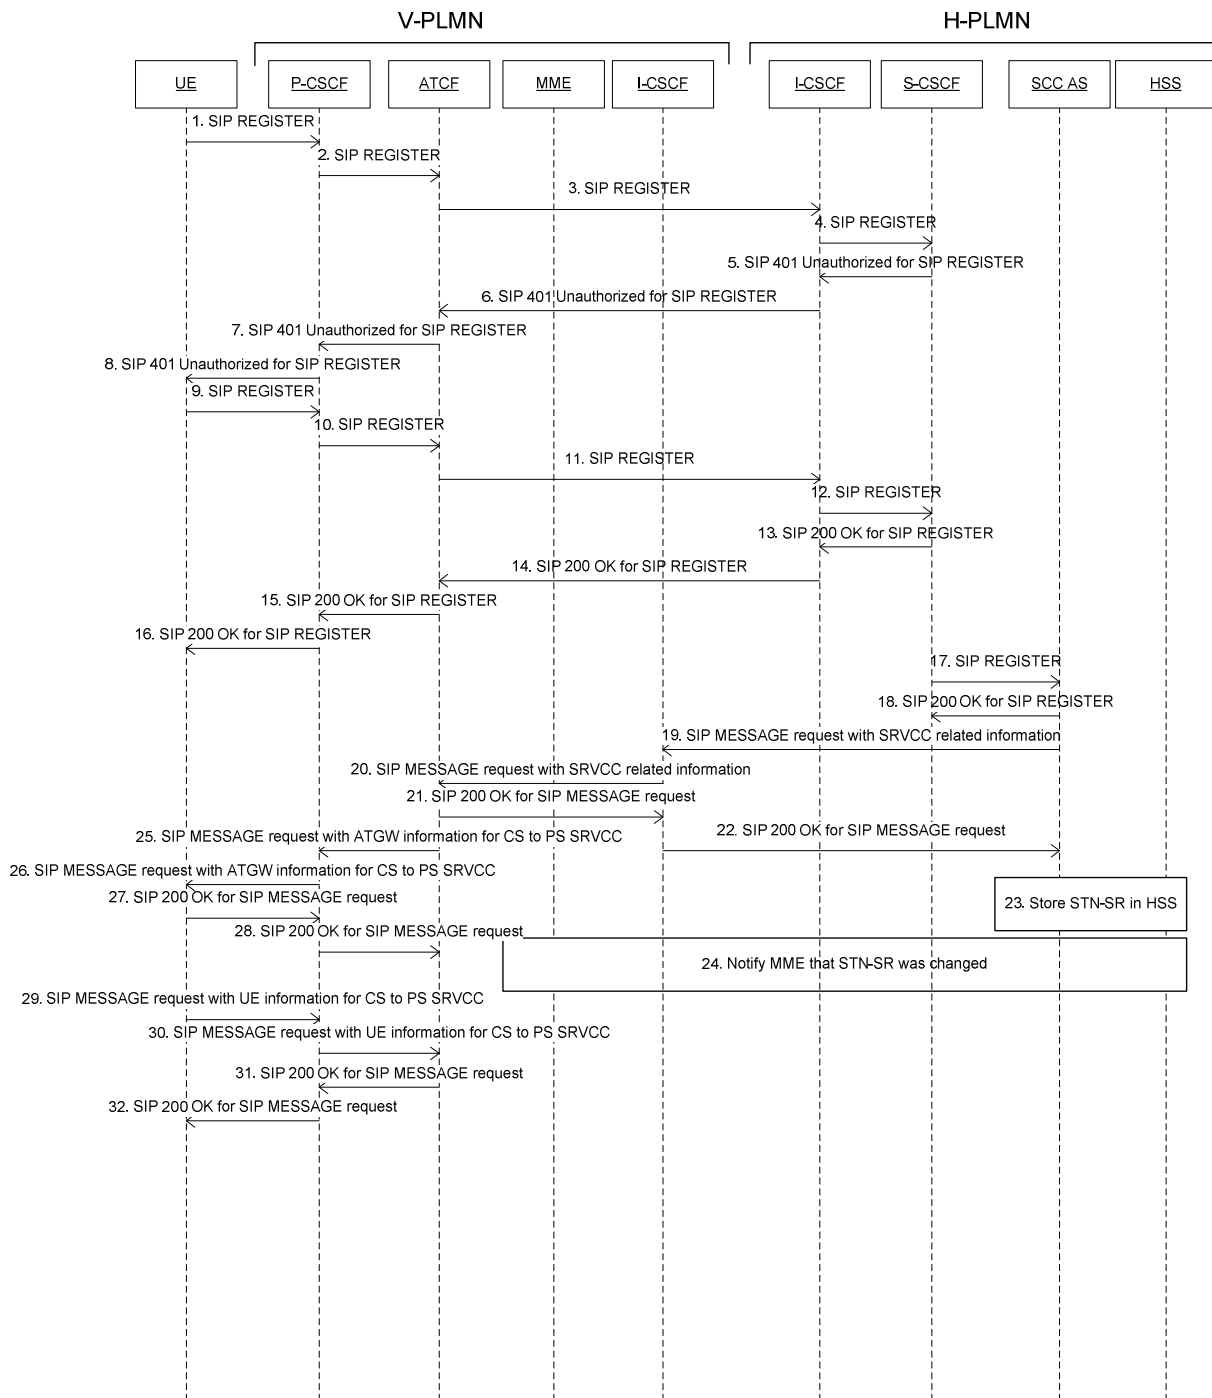 V-PLMN
H-PLMN
UE
P-CSCF
ATCF
MME
I-CSCF
I-CSCF
S-CSCF
SCC AS
HSS
1. SIP REGISTER
2. SIP REGISTER
3. SIP REGISTER
4. SIP REGISTER
5. SIP 401 Unauthorized for SIP REGISTER
6. SIP 401 Unauthorized for SIP REGISTER
7. SIP 401 Unauthorized for SIP REGISTER
8. SIP 401 Unauthorized for SIP REGISTER
9. SIP REGISTER
10. SIP REGISTER
11. SIP REGISTER
12. SIP REGISTER
13. SIP 200 OK for SIP REGISTER
14. SIP 200 OK for SIP REGISTER
15. SIP 200 OK for SIP REGISTER
16. SIP 200 OK for SIP REGISTER
17. SIP REGISTER
18. SIP 200 OK for SIP REGISTER
19. SIP MESSAGE request with SRVCC related information
20. SIP MESSAGE request with SRVCC related information
21. SIP 200 OK for SIP MESSAGE request
25. SIP MESSAGE request with ATGW information for CS to PS SRVCC
22. SIP 200 OK for SIP MESSAGE request
26. SIP MESSAGE request with ATGW information for CS to PS SRVCC
27. SIP 200 OK for SIP MESSAGE request
23. Store STN-SR in HSS
28. SIP 200 OK for SIP MESSAGE request
24. Notify MME that STN-SR was changed
29. SIP MESSAGE request with UE information for CS to PS SRVCC
30. SIP MESSAGE request with UE information for CS to PS SRVCC
31. SIP 200 OK for SIP MESSAGE request
32. SIP 200 OK for SIP MESSAGE request